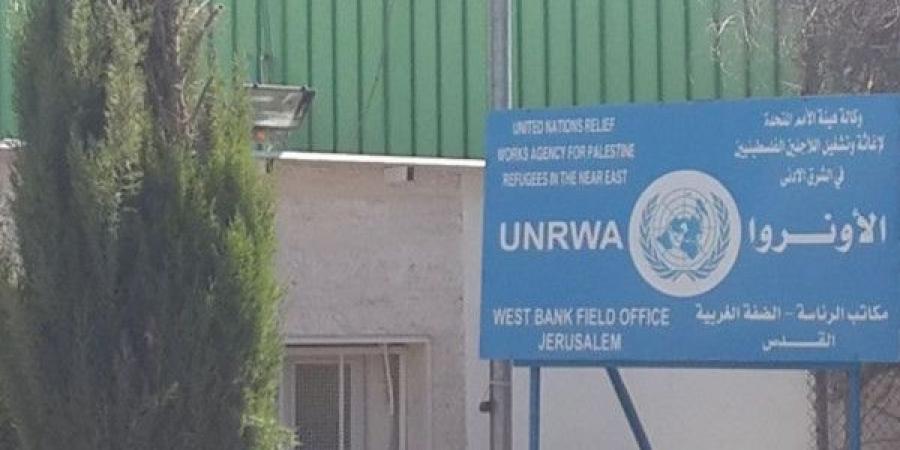 UNITED NATIONS RELIEF
WORKS AGENCY FOR PALESTINE
REFUGEES IN THE NEAR EAST
UNRWA
WEST BANK FIELD OFFICE
JERUSALEM
وكالة هيئة الأمم المتحدة
لإغاثة وتشغيل اللاجئين الفلسطينيين
في الشرق الادنى
الأونروا
مكاتب الرئاسة - الضفة الغربية
القدس